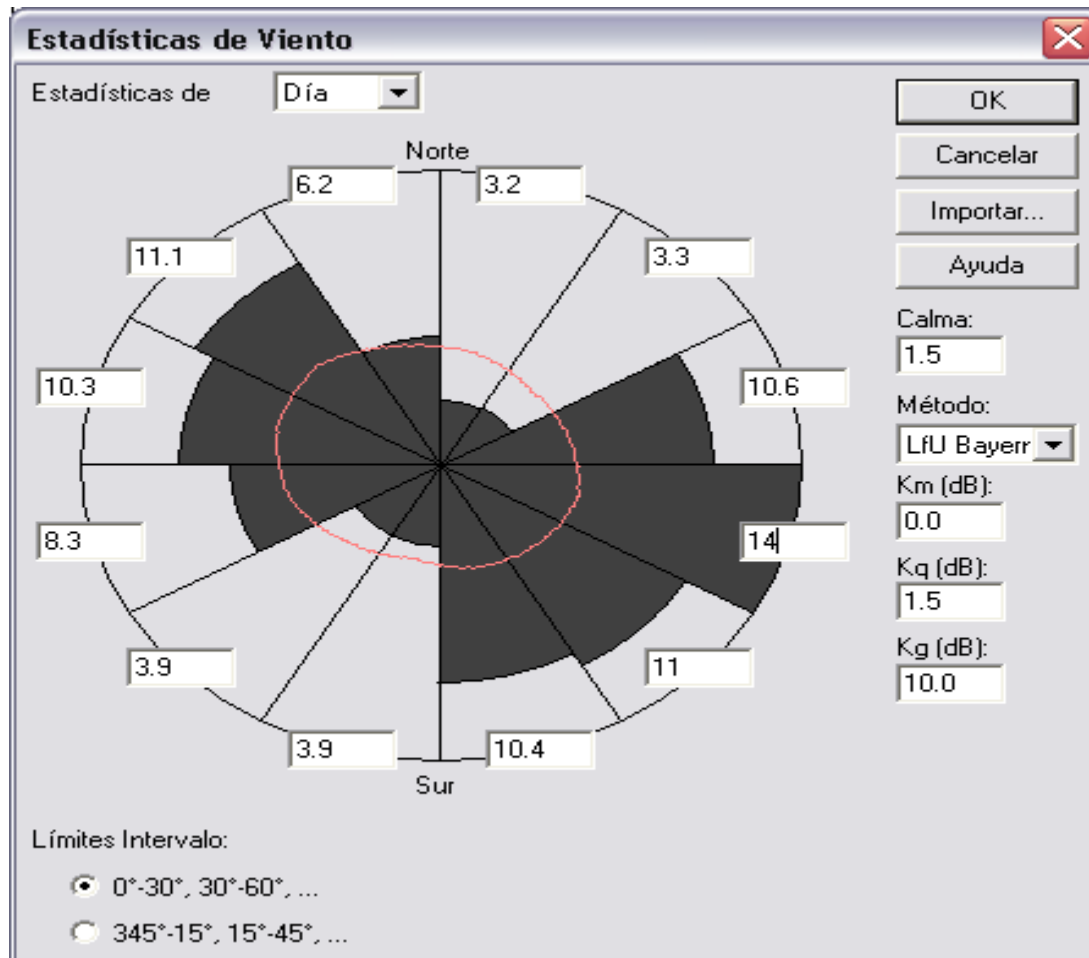 Estadísticas de Viento
Estadísticas de
Día
OK
Cancelar
Importar...
Ayuda
Norte
6.2
3.2
11.1
3.3
10.3
10.6
8.3
14
3.9
11
3.9
10.4
Sur
Calma:
1.5
Método:
LfU Bayerr
Km (dB):
0.0
Kq (dB):
1.5
Kg (dB):
10.0
Límites Intervalo:
0°-30°, 30°-60°, ...
345°-15°, 15°-45°, ...